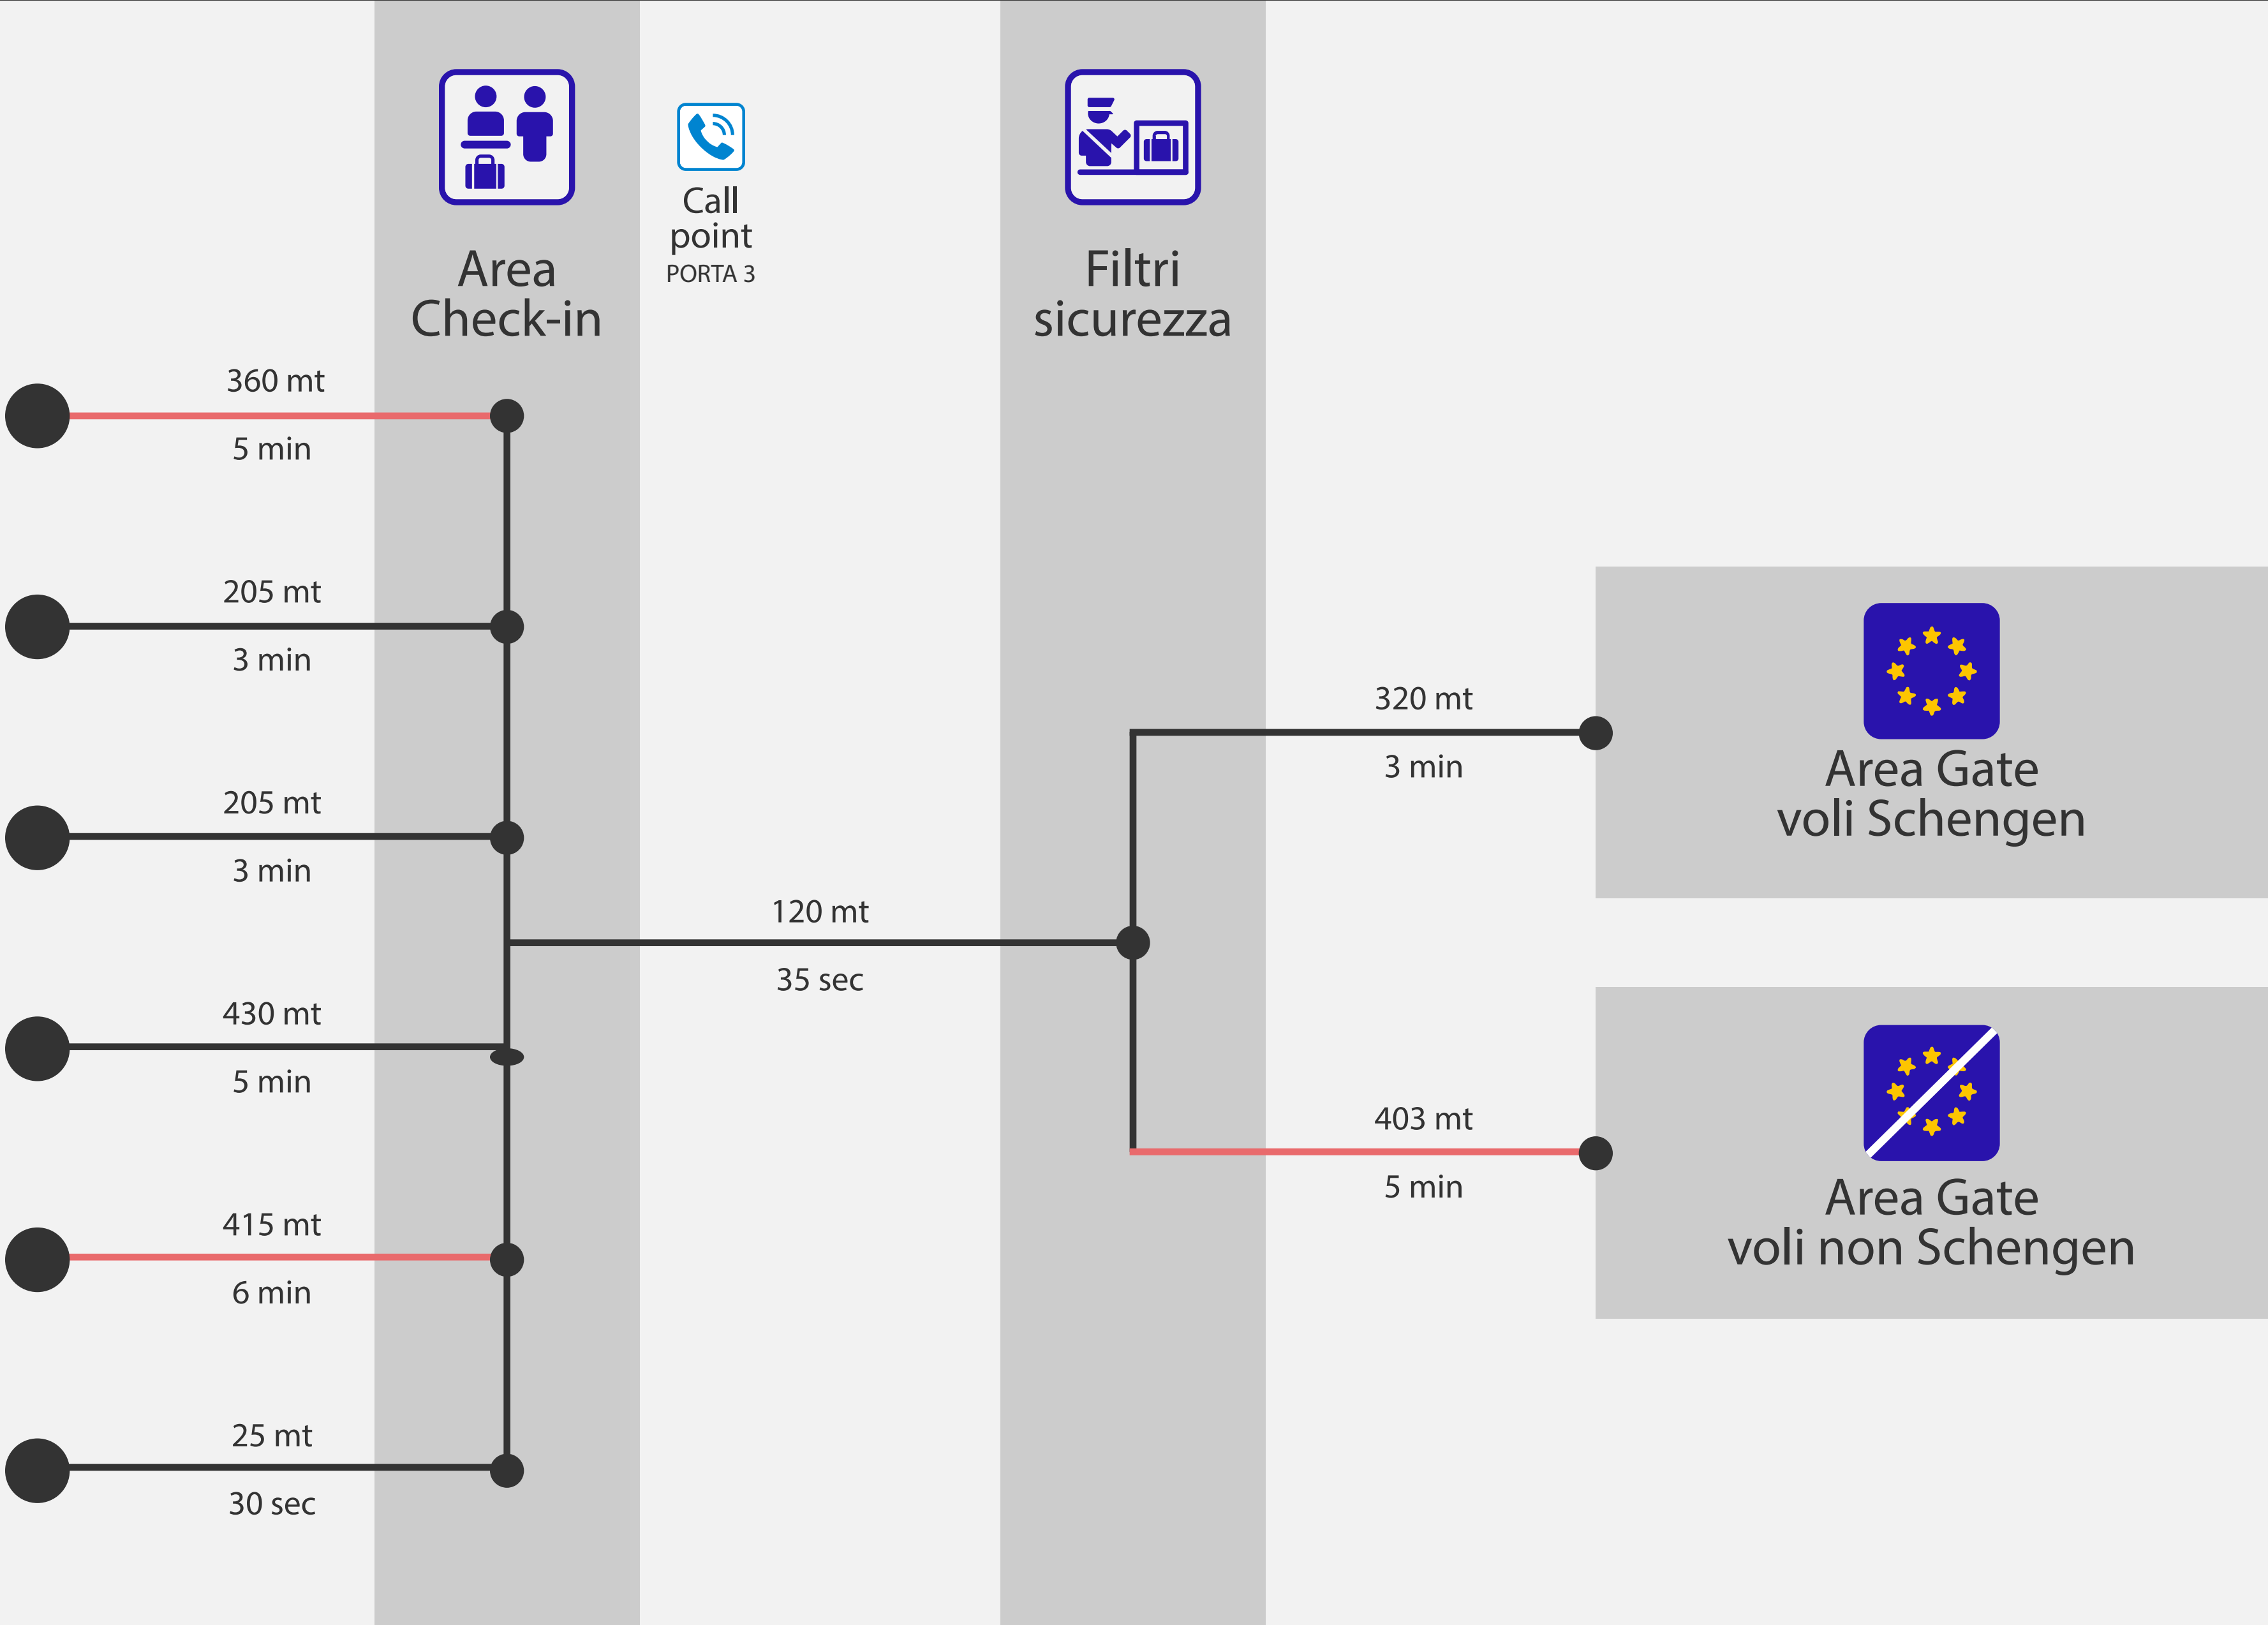 Area
Check-in
Call
point
PORTA 3
Filtri
sicurezza
360 mt
5 min
205 mt
3 min
205 mt
3 min
430 mt
5 min
415 mt
6 min
25 mt
30 sec
120 mt
35 sec
320 mt
3 min
403 mt
5 min
Area Gate
voli Schengen
Area Gate
voli non Schengen